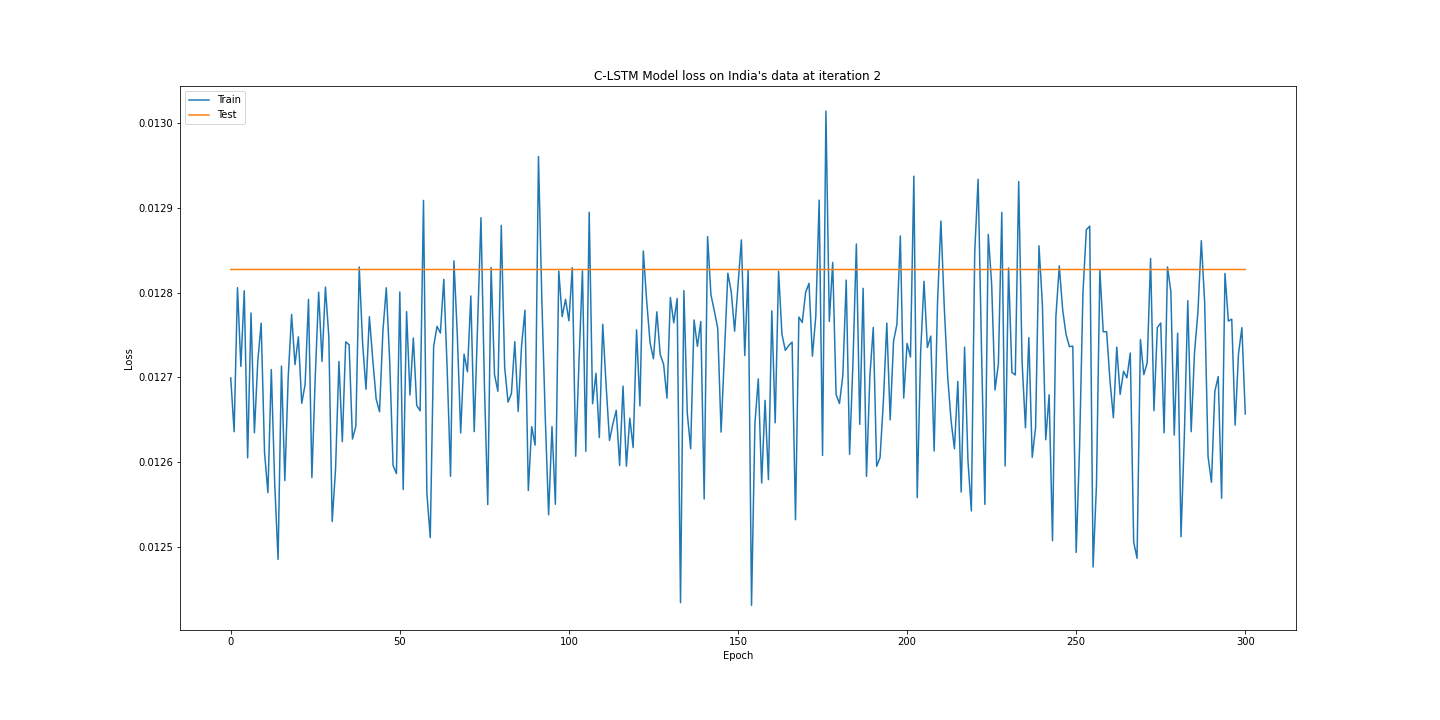 C-LSTM Model loss on India's data at iteration 2
Train
Test
0.0130
0.0129
0.0128
0.0127
0.0126
0.0125
Loss
0 50 100 150 200 250 300
Epoch